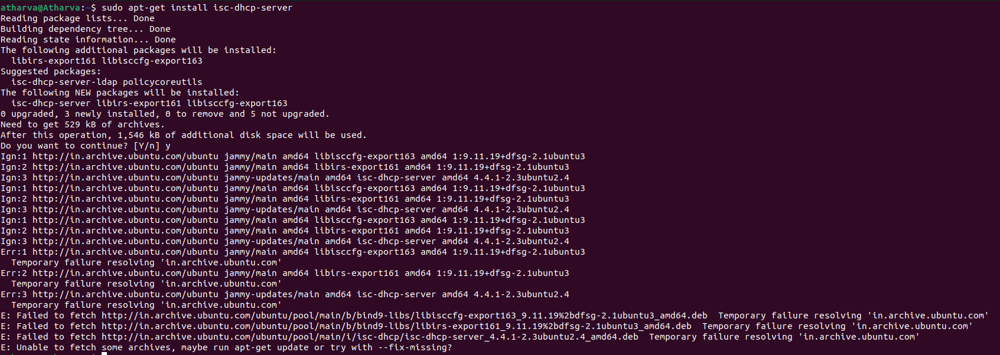 atharva@Atharva:~$ sudo apt-get install isc-dhcp-server
Reading package lists... Done
Building dependency tree... Done
Reading state information... Done
The following additional packages will be installed:
  libirs-export161 libisccfg-export163
Suggested packages:
  isc-dhcp-server-ldap policycoreutils
The following NEW packages will be installed:
  isc-dhcp-server libirs-export161 libisccfg-export163
0 upgraded, 3 newly installed, 0 to remove and 5 not upgraded.
Need to get 529 kB of archives.
After this operation, 1,546 kB of additional disk space will be used.
Do you want to continue? [Y/n] y
Ign:1 http://in.archive.ubuntu.com/ubuntu jammy/main amd64 libisccfg-export163 amd64 1:9.11.19+dfsg-2.1ubuntu3
Ign:2 http://in.archive.ubuntu.com/ubuntu jammy/main amd64 libirs-export161 amd64 1:9.11.19+dfsg-2.1ubuntu3
Ign:3 http://in.archive.ubuntu.com/ubuntu jammy-updates/main amd64 isc-dhcp-server amd64 4.4.1-2.3ubuntu2.4
Ign:1 http://in.archive.ubuntu.com/ubuntu jammy/main amd64 libisccfg-export163 amd64 1:9.11.19+dfsg-2.1ubuntu3
Ign:2 http://in.archive.ubuntu.com/ubuntu jammy/main amd64 libirs-export161 amd64 1:9.11.19+dfsg-2.1ubuntu3
Ign:3 http://in.archive.ubuntu.com/ubuntu jammy-updates/main amd64 isc-dhcp-server amd64 4.4.1-2.3ubuntu2.4
Ign:1 http://in.archive.ubuntu.com/ubuntu jammy/main amd64 libisccfg-export163 amd64 1:9.11.19+dfsg-2.1ubuntu3
Ign:2 http://in.archive.ubuntu.com/ubuntu jammy/main amd64 libirs-export161 amd64 1:9.11.19+dfsg-2.1ubuntu3
Ign:3 http://in.archive.ubuntu.com/ubuntu jammy-updates/main amd64 isc-dhcp-server amd64 4.4.1-2.3ubuntu2.4
Err:1 http://in.archive.ubuntu.com/ubuntu jammy/main amd64 libisccfg-export163 amd64 1:9.11.19+dfsg-2.1ubuntu3
  Temporary failure resolving 'in.archive.ubuntu.com'
Err:2 http://in.archive.ubuntu.com/ubuntu jammy/main amd64 libirs-export161 amd64 1:9.11.19+dfsg-2.1ubuntu3
  Temporary failure resolving 'in.archive.ubuntu.com'
Err:3 http://in.archive.ubuntu.com/ubuntu jammy-updates/main amd64 isc-dhcp-server amd64 4.4.1-2.3ubuntu2.4
  Temporary failure resolving 'in.archive.ubuntu.com'
E: Failed to fetch http://in.archive.ubuntu.com/ubuntu/pool/main/b/bind9-libs/libisccfg-export163_9.11.19%2bdfsg-2.1ubuntu3_amd64.deb  Temporary failure resolving 'in.archive.ubuntu.com'
E: Failed to fetch http://in.archive.ubuntu.com/ubuntu/pool/main/b/bind9-libs/libirs-export161_9.11.19%2bdfsg-2.1ubuntu3_amd64.deb  Temporary failure resolving 'in.archive.ubuntu.com'
E: Failed to fetch http://in.archive.ubuntu.com/ubuntu/pool/main/i/isc-dhcp/isc-dhcp-server_4.4.1-2.3ubuntu2.4_amd64.deb  Temporary failure resolving 'in.archive.ubuntu.com'
E: Unable to fetch some archives, maybe run apt-get update or try with --fix-missing?